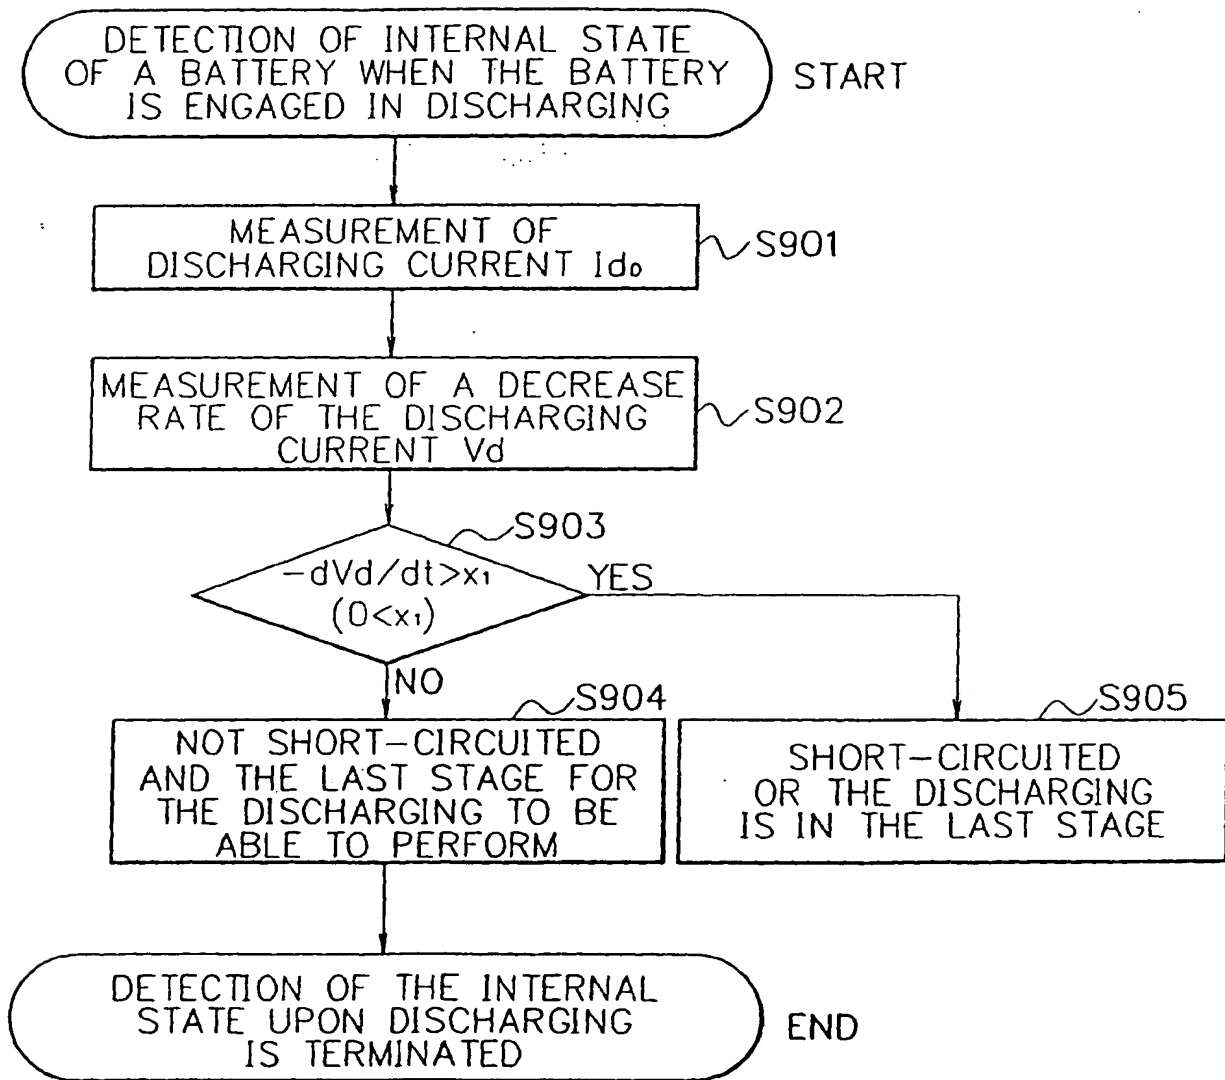 DETECTION OF INTERNAL STATE
OF A BATTERY WHEN THE BATTERY
IS ENGAGED IN DISCHARGING
START
MEASUREMENT OF
DISCHARGING CURRENT Id₀
S901
MEASUREMENT OF A DECREASE
RATE OF THE DISCHARGING
CURRENT Vd
S902
S903
-dVd/dt>x₁
(0<x₁)
YES
NO
S904
NOT SHORT-CIRCUITED
AND THE LAST STAGE FOR
THE DISCHARGING TO BE
ABLE TO PERFORM
S905
SHORT-CIRCUITED
OR THE DISCHARGING
IS IN THE LAST STAGE
DETECTION OF THE INTERNAL
STATE UPON DISCHARGING
IS TERMINATED
END